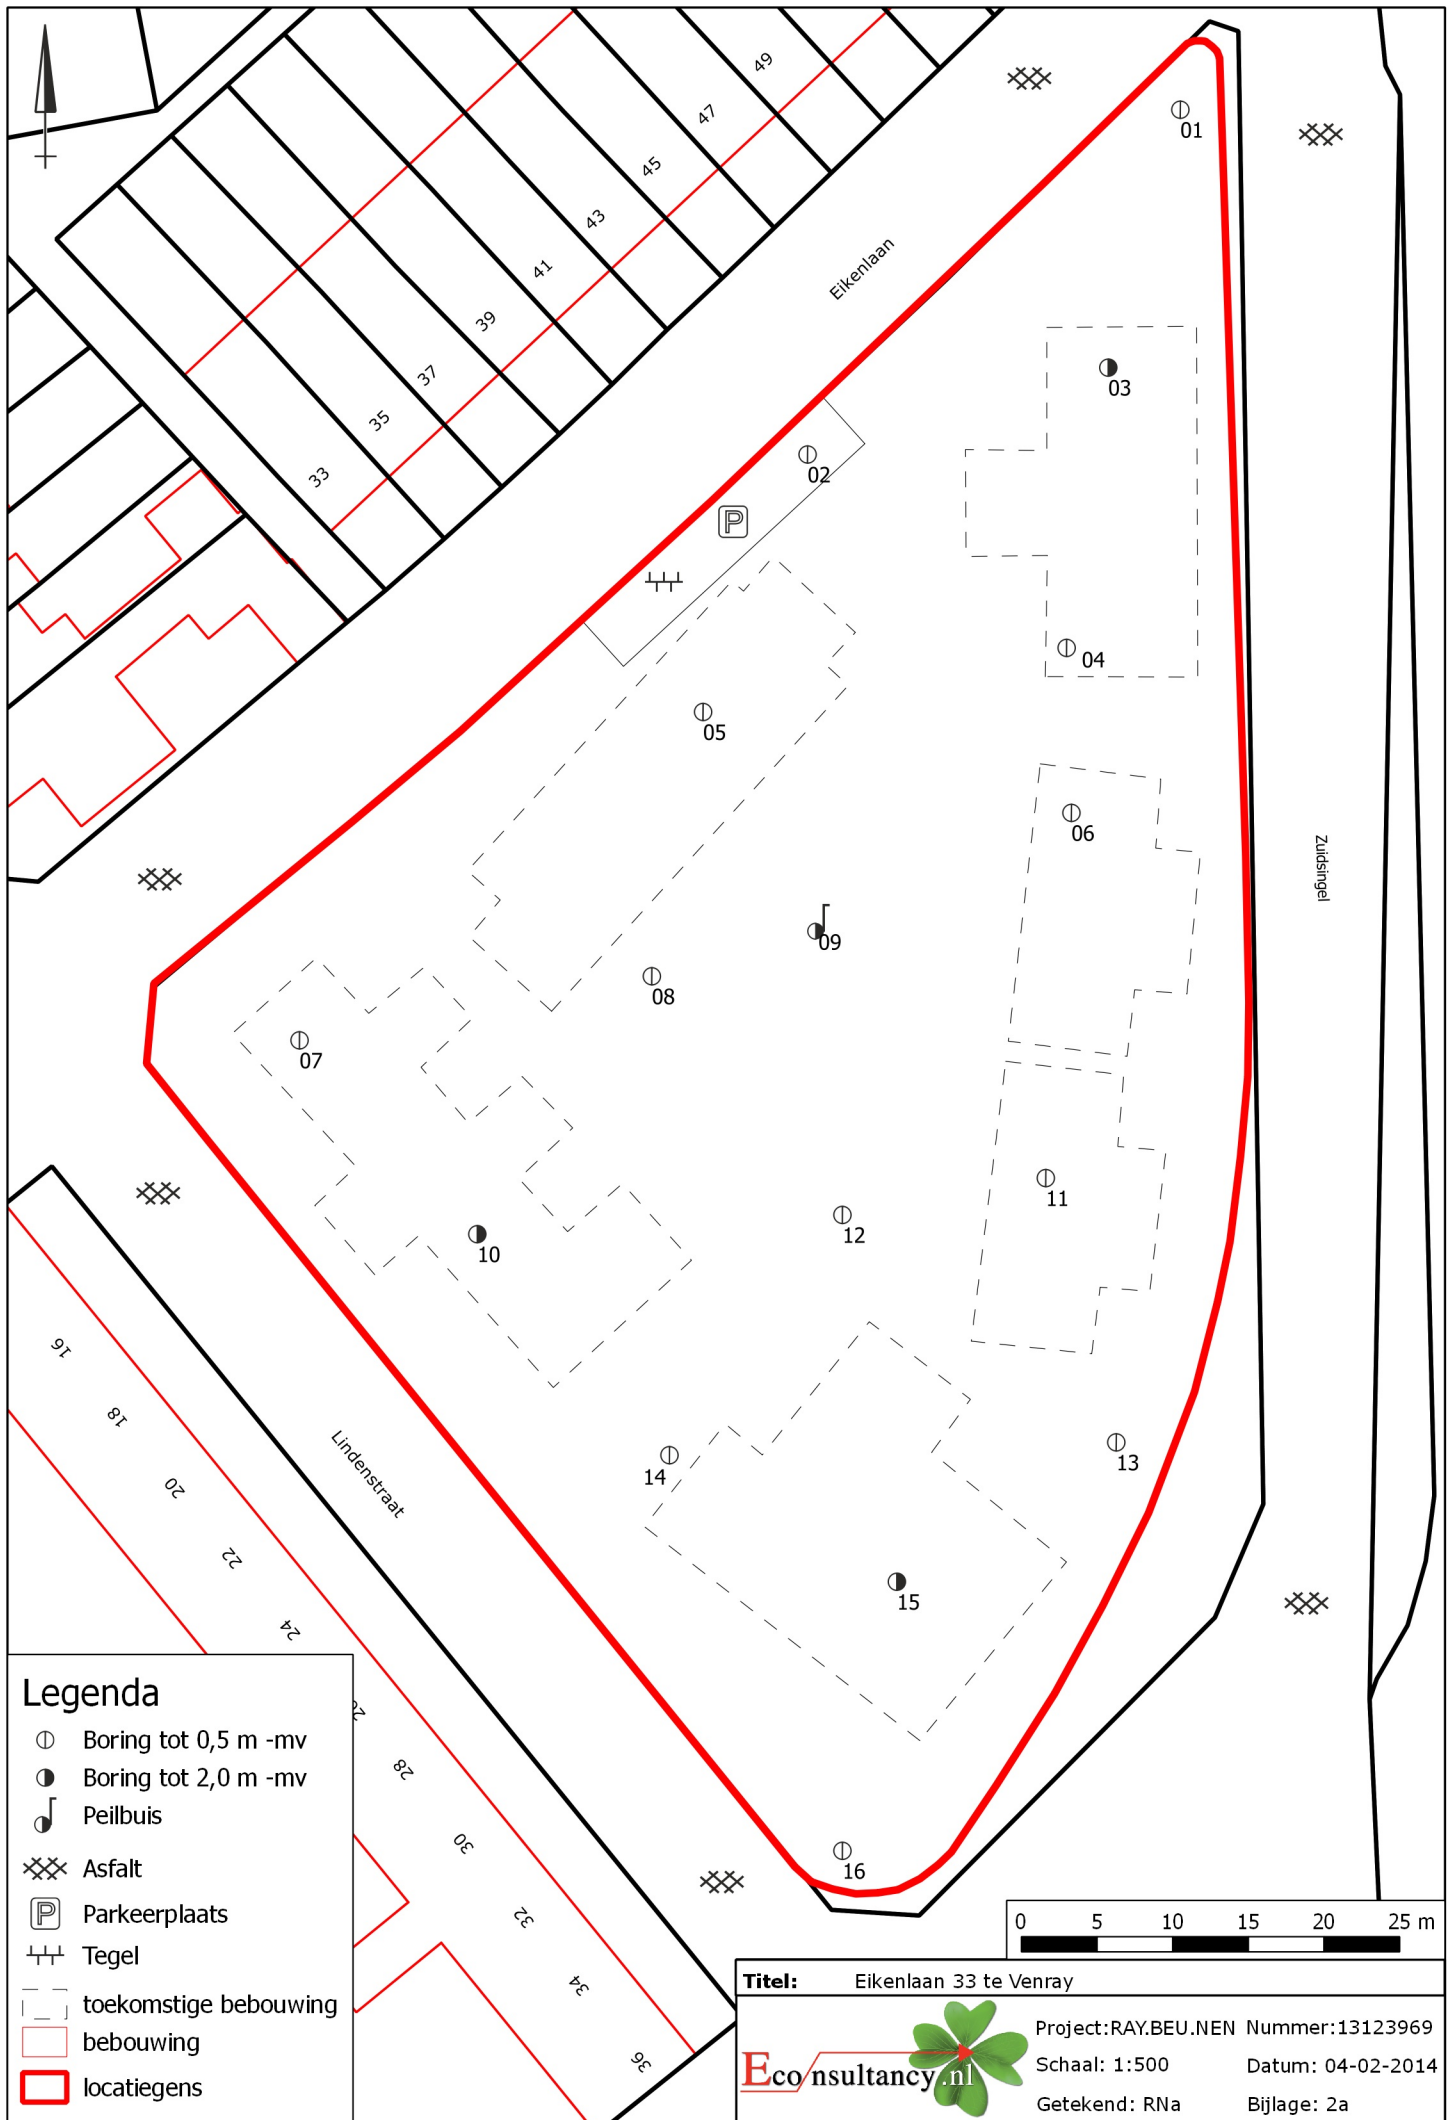 49
47
45
43
41
39
37
35
33
Eikenlaan
01
03
02
P
04
05
06
Zuidsingel
09
08
07
11
12
10
13
14
15
16
Lindenstraat
16
18
20
22
24
28
30
32
34
36
Legenda
Boring tot 0,5 m -mv
Boring tot 2,0 m -mv
Peilbuis
Asfalt
P Parkeerplaats
Tegel
toekomstige bebouwing
bebouwing
locatiegens
0 5 10 15 20 25 m
Titel: Eikenlaan 33 te Venray
Econsultancy.nl
Project:RAY.BEU.NEN Nummer:13123969
Schaal: 1:500 Datum: 04-02-2014
Getekend: RNa Bijlage: 2a